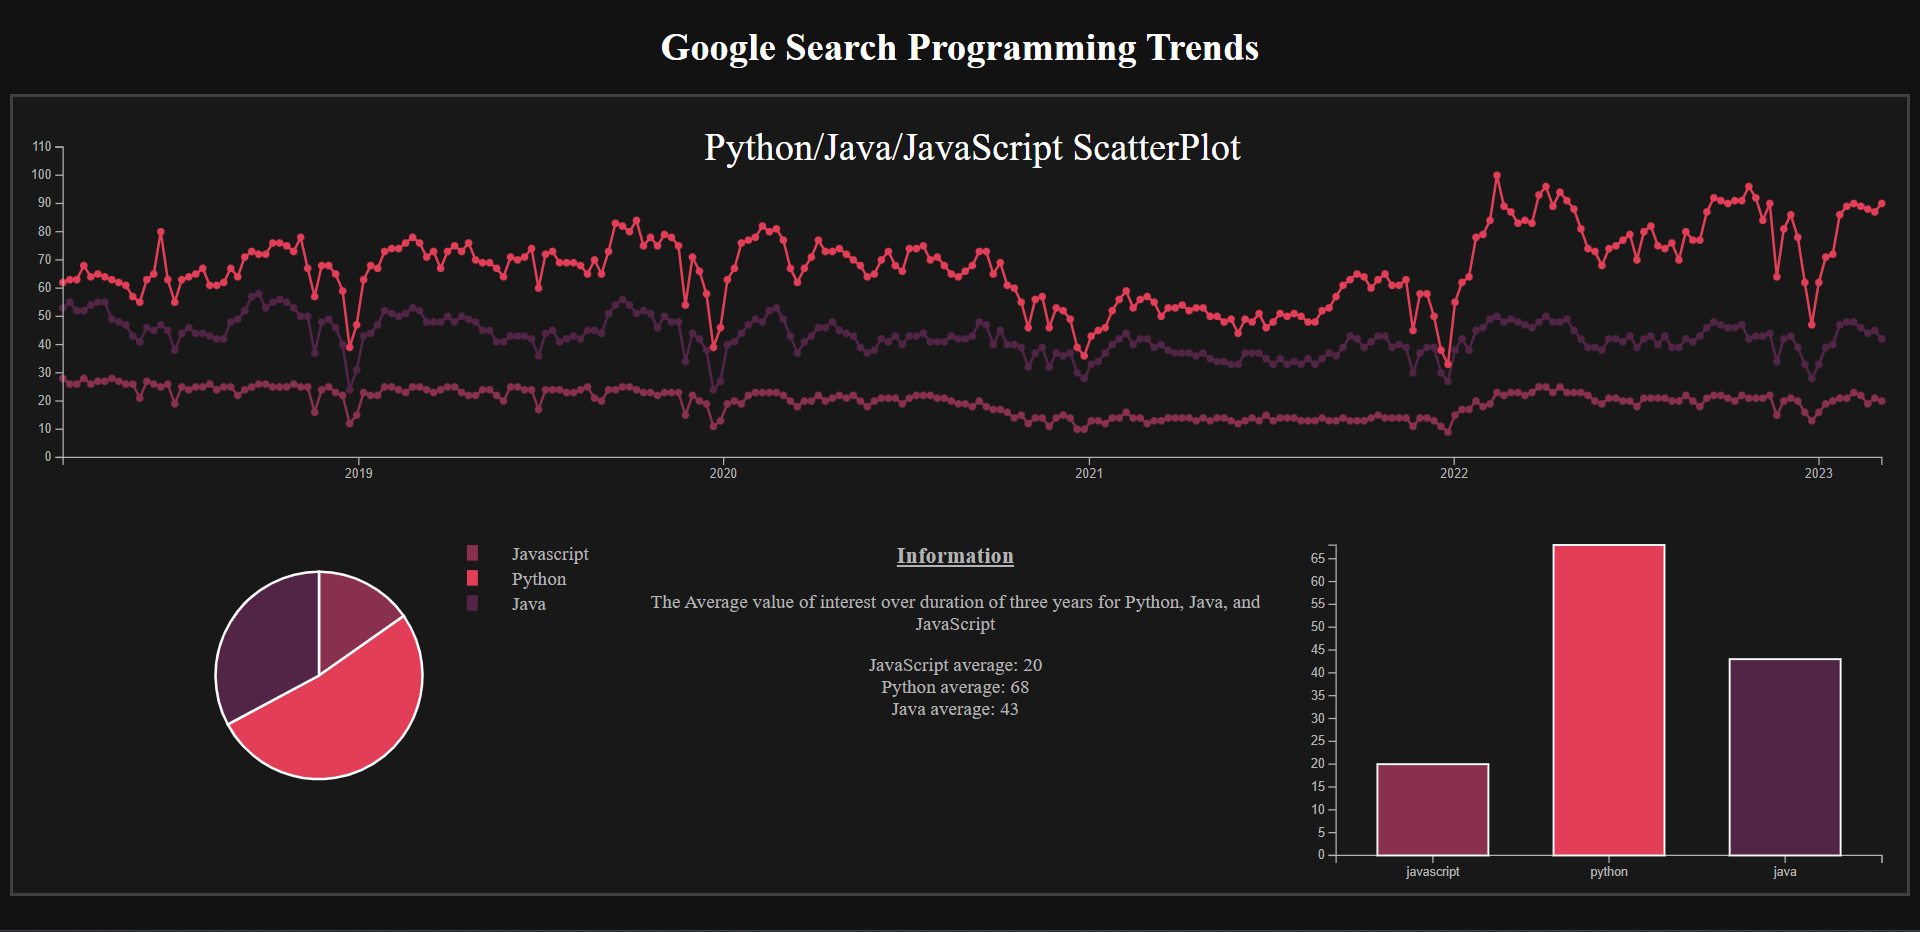 Google Search Programming Trends
Python/Java/JavaScript ScatterPlot
110
100
90
80
70
60
50
40
30
20
10
0
2019
2020
2021
2022
2023
Javascript
Python
Java
Information
The Average value of interest over duration of three years for Python, Java, and
JavaScript
JavaScript average: 20
Python average: 68
Java average: 43
65
60
55
50
45
40
35
30
25
20
15
10
5
0
javascript
python
java